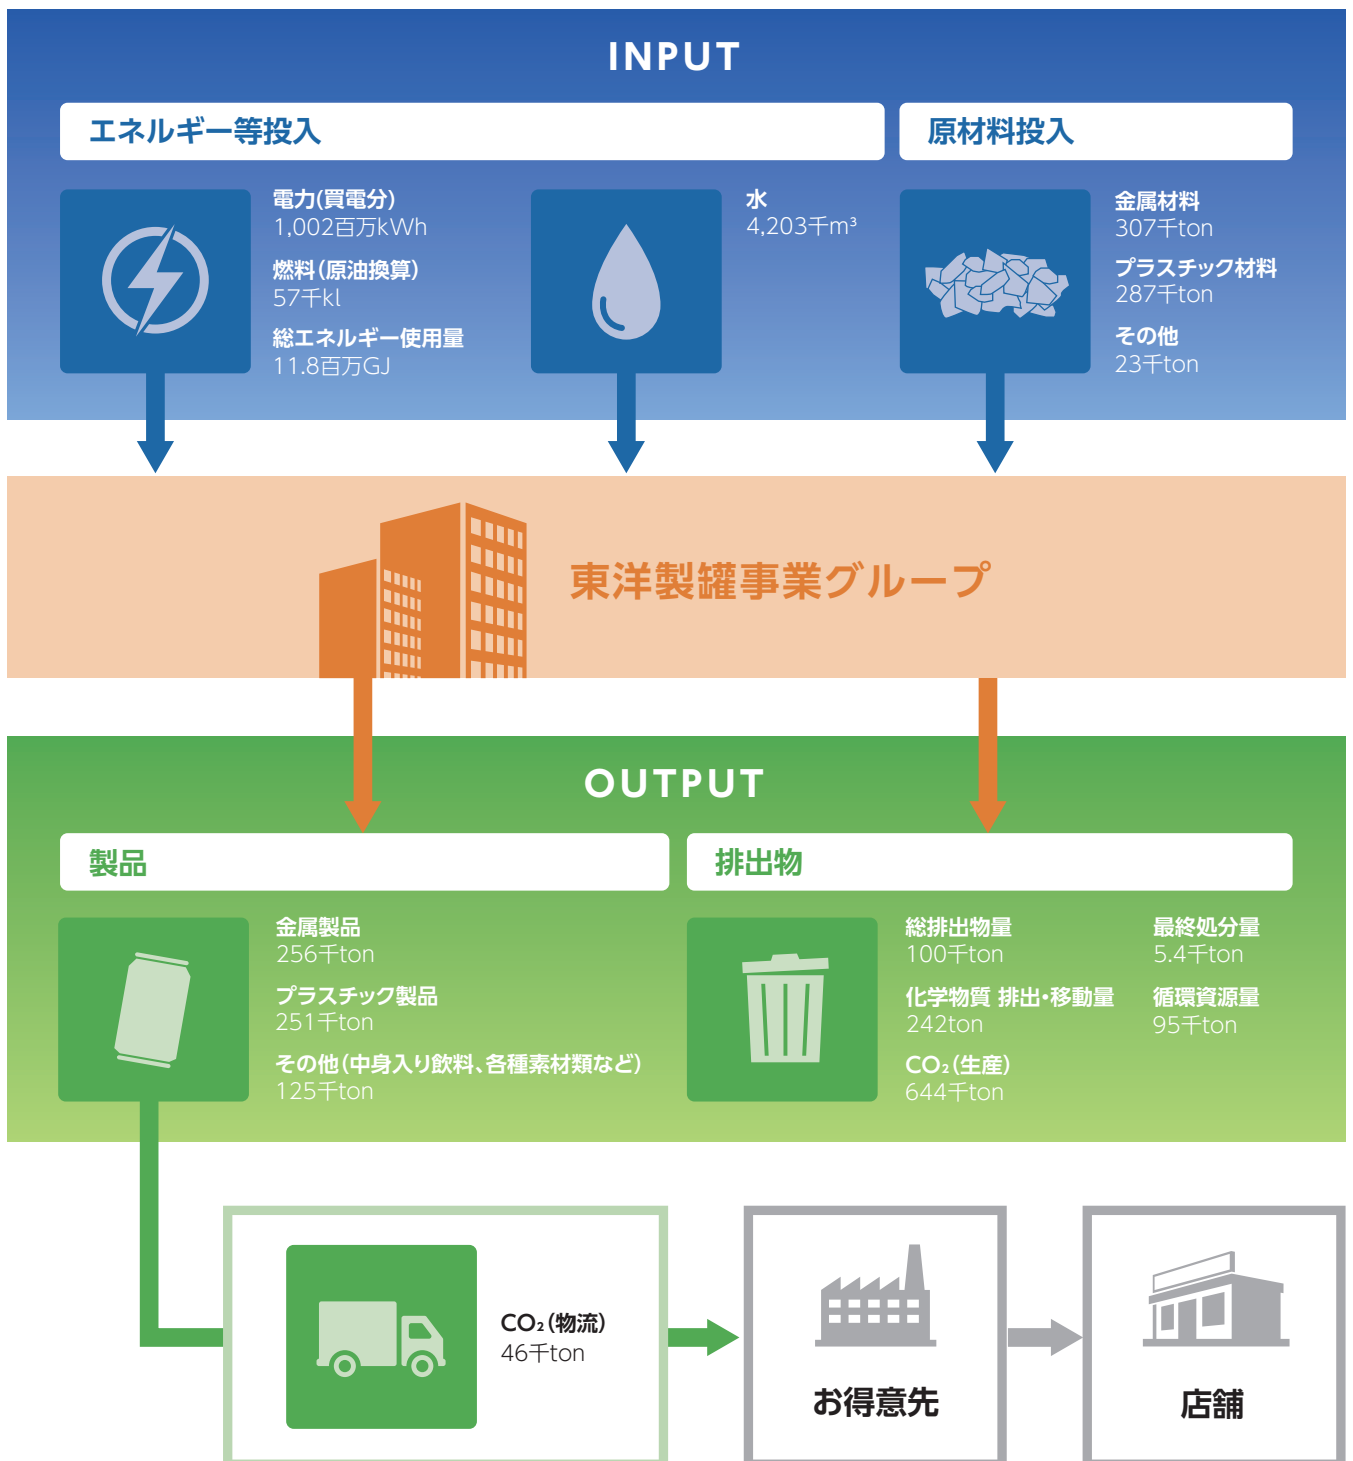 INPUT
エネルギー等投入
電力(買電分)
1,002百万kWh
燃料(原油換算)
57千kl
総エネルギー使用量
11.8百万GJ
水
4,203千m³
原材料投入
金属材料
307千ton
プラスチック材料
287千ton
その他
23千ton
東洋製罐事業グループ
OUTPUT
製品
金属製品
256千ton
プラスチック製品
251千ton
その他(中身入り飲料、各種素材類など)
125千ton
排出物
総排出物量
100千ton
化学物質 排出・移動量
242ton
CO₂(生産)
644千ton
最終処分量
5.4千ton
循環資源量
95千ton
CO₂(物流)
46千ton
お得意先
店舗